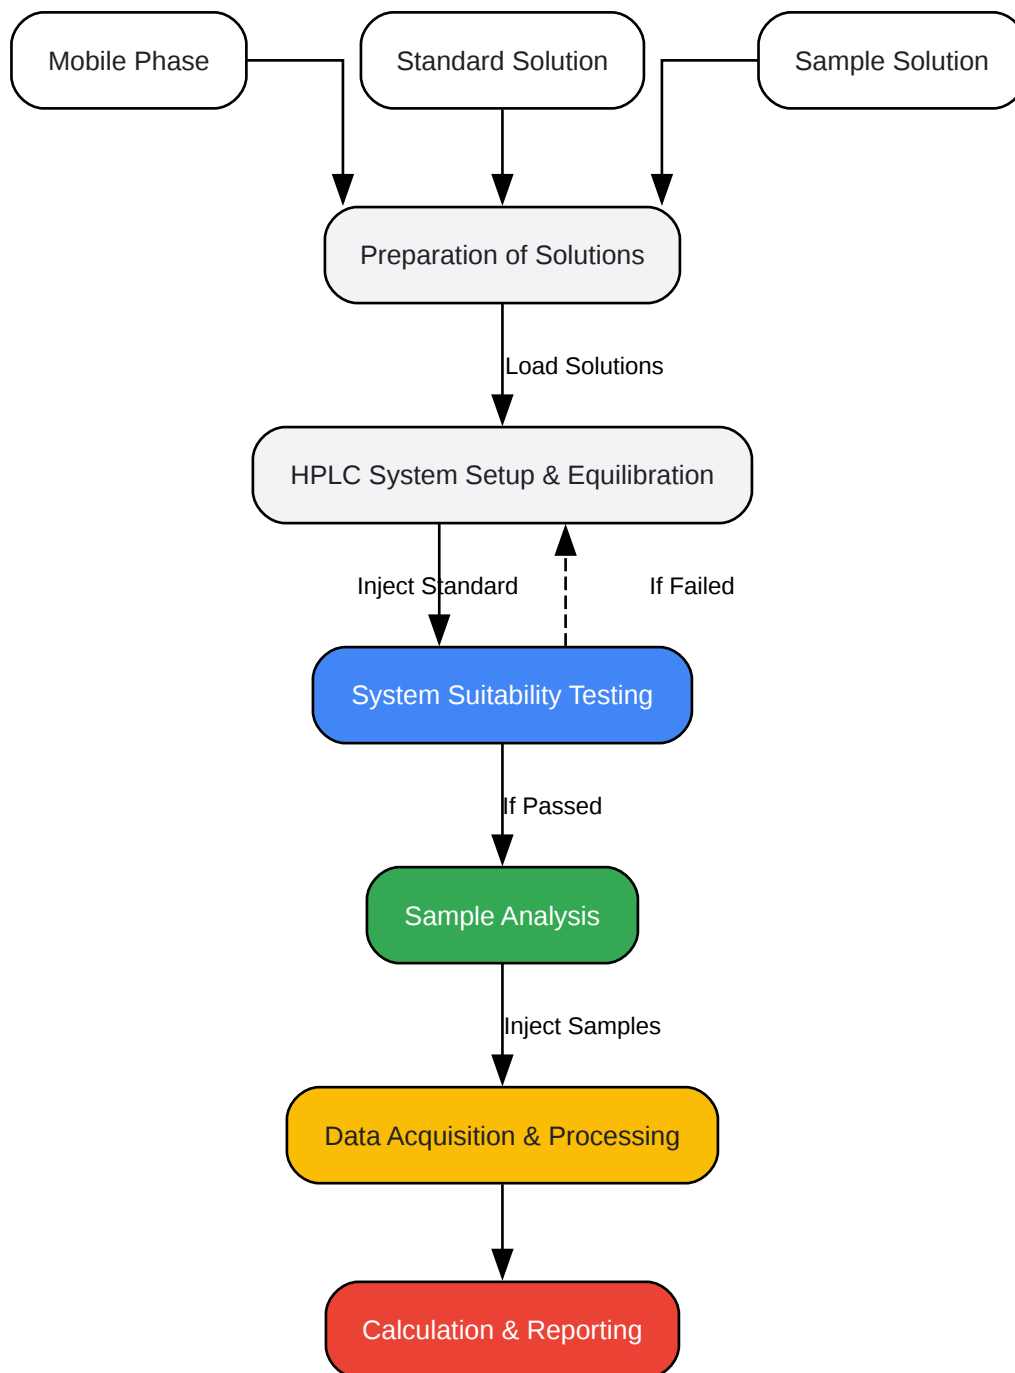 Mobile Phase
Standard Solution
Sample Solution
Preparation of Solutions
Load Solutions
HPLC System Setup & Equilibration
Inject Standard
If Failed
System Suitability Testing
If Passed
Sample Analysis
Inject Samples
Data Acquisition & Processing
Calculation & Reporting